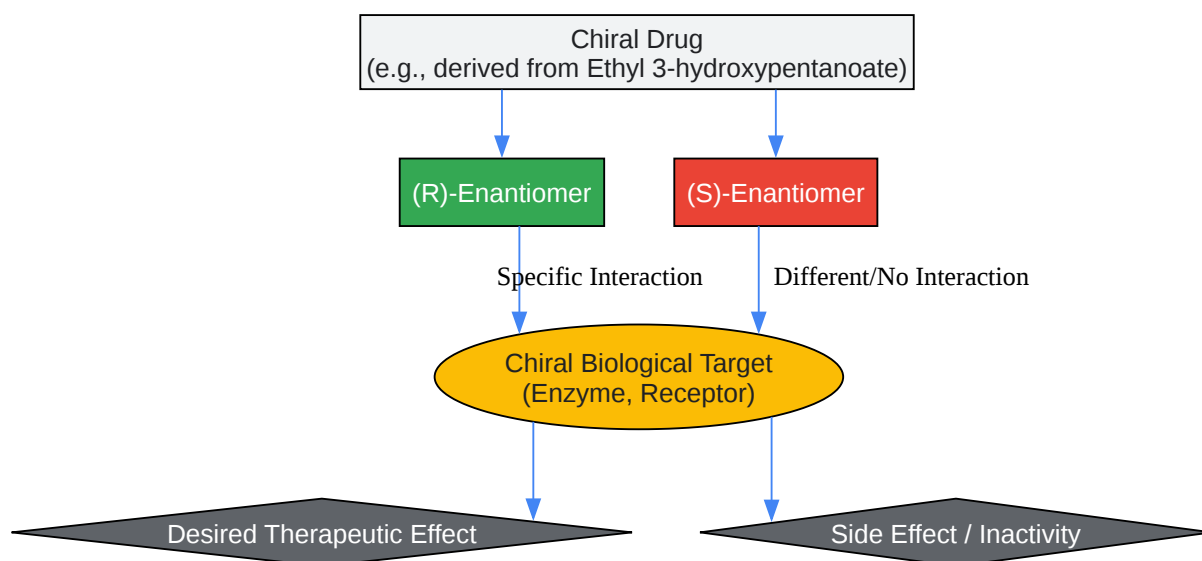 Chiral Drug
(e.g., derived from Ethyl 3-hydroxypentanoate)
(R)-Enantiomer
(S)-Enantiomer
Specific Interaction
Different/No Interaction
Chiral Biological Target
(Enzyme, Receptor)
Desired Therapeutic Effect
Side Effect / Inactivity